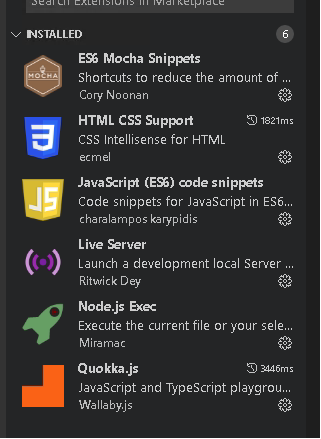 Search Extensions in Marketplace
INSTALLED 6
ES6 Mocha Snippets
MOCHA
Shortcuts to reduce the amount of ...
Cory Noonan
HTML CSS Support 1821ms
CSS Intellisense for HTML
ecmel
JavaScript (ES6) code snippets
JS
Code snippets for JavaScript in ES6...
charalampos karypidis
Live Server
Launch a development local Server ...
Ritwick Dey
Node.js Exec
Execute the current file or your sele...
Miramac
Quokka.js 3446ms
JavaScript and TypeScript playgrou...
Wallaby.js